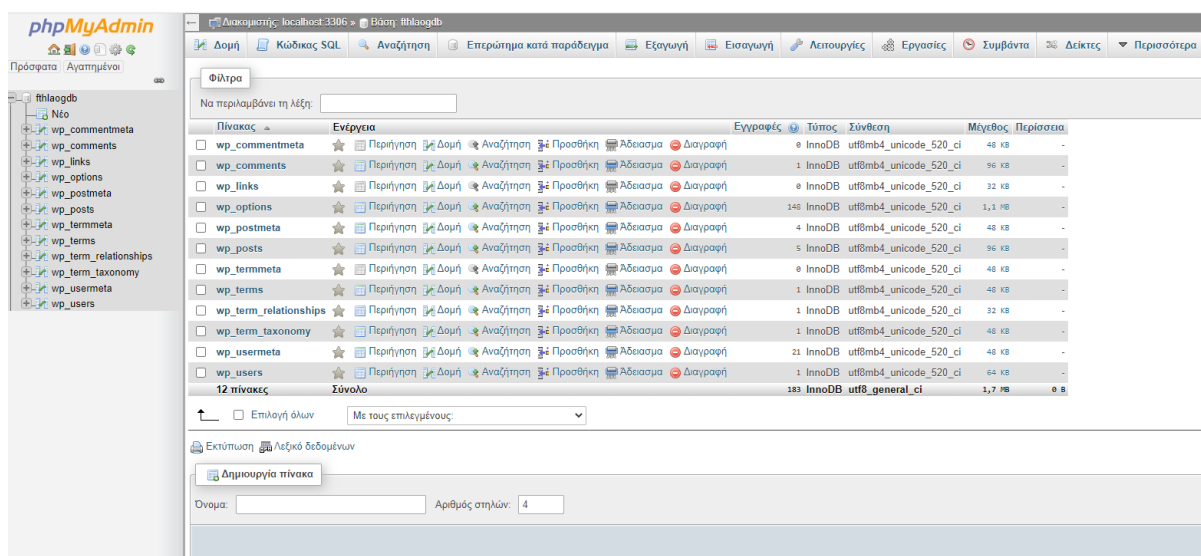 phpMyAdmin
Πρόσφατα Αγαπημένοι
fthlaogdb
Νέο
wp_commentmeta
wp_comments
wp_links
wp_options
wp_postmeta
wp_posts
wp_termmeta
wp_terms
wp_term_relationships
wp_term_taxonomy
wp_usermeta
wp_users
Διακομιστής: localhost:3306 » Βάση: fthlaogdb
Δομή Κώδικας SQL Αναζήτηση Επερώτημα κατά παράδειγμα Εξαγωγή Εισαγωγή Λειτουργίες Εργασίες Συμβάντα Δείκτες Περισσότερα
Φίλτρα
Να περιλαμβάνει τη λέξη:
Πίνακας Ενέργεια Εγγραφές Τύπος Σύνθεση Μέγεθος Περίσσεια
wp_commentmeta Περιήγηση Δομή Αναζήτηση Προσθήκη Άδειασμα Διαγραφή 0 InnoDB utf8mb4_unicode_520_ci 48 KB -
wp_comments Περιήγηση Δομή Αναζήτηση Προσθήκη Άδειασμα Διαγραφή 1 InnoDB utf8mb4_unicode_520_ci 96 KB -
wp_links Περιήγηση Δομή Αναζήτηση Προσθήκη Άδειασμα Διαγραφή 0 InnoDB utf8mb4_unicode_520_ci 32 KB -
wp_options Περιήγηση Δομή Αναζήτηση Προσθήκη Άδειασμα Διαγραφή 148 InnoDB utf8mb4_unicode_520_ci 1,1 MB -
wp_postmeta Περιήγηση Δομή Αναζήτηση Προσθήκη Άδειασμα Διαγραφή 4 InnoDB utf8mb4_unicode_520_ci 48 KB -
wp_posts Περιήγηση Δομή Αναζήτηση Προσθήκη Άδειασμα Διαγραφή 5 InnoDB utf8mb4_unicode_520_ci 96 KB -
wp_termmeta Περιήγηση Δομή Αναζήτηση Προσθήκη Άδειασμα Διαγραφή 0 InnoDB utf8mb4_unicode_520_ci 48 KB -
wp_terms Περιήγηση Δομή Αναζήτηση Προσθήκη Άδειασμα Διαγραφή 1 InnoDB utf8mb4_unicode_520_ci 48 KB -
wp_term_relationships Περιήγηση Δομή Αναζήτηση Προσθήκη Άδειασμα Διαγραφή 1 InnoDB utf8mb4_unicode_520_ci 32 KB -
wp_term_taxonomy Περιήγηση Δομή Αναζήτηση Προσθήκη Άδειασμα Διαγραφή 1 InnoDB utf8mb4_unicode_520_ci 48 KB -
wp_usermeta Περιήγηση Δομή Αναζήτηση Προσθήκη Άδειασμα Διαγραφή 21 InnoDB utf8mb4_unicode_520_ci 48 KB -
wp_users Περιήγηση Δομή Αναζήτηση Προσθήκη Άδειασμα Διαγραφή 1 InnoDB utf8mb4_unicode_520_ci 64 KB -
12 πίνακες Σύνολο 183 InnoDB utf8_general_ci 1,7 MB 0 B
Επιλογή όλων Με τους επιλεγμένους:
Εκτύπωση Λεξικό δεδομένων
Δημιουργία πίνακα
Όνομα: Αριθμός στηλών: 4